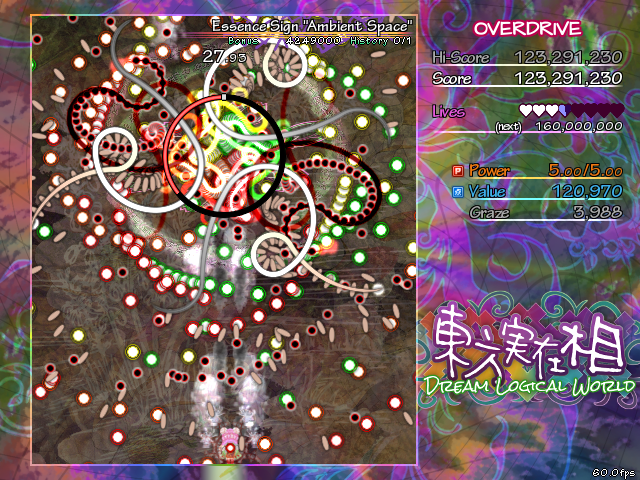 Essence Sign "Ambient Space"
Bonus 4249000 History 0/1
27.93
OVERDRIVE
Hi-Score 123,291,230
Score 123,291,230
Lives
(next) 160,000,000
P Power 5.00/5.00
Value 120,970
Graze 3,988
東方実在相
DREAM LOGICAL WORLD
60.0fps